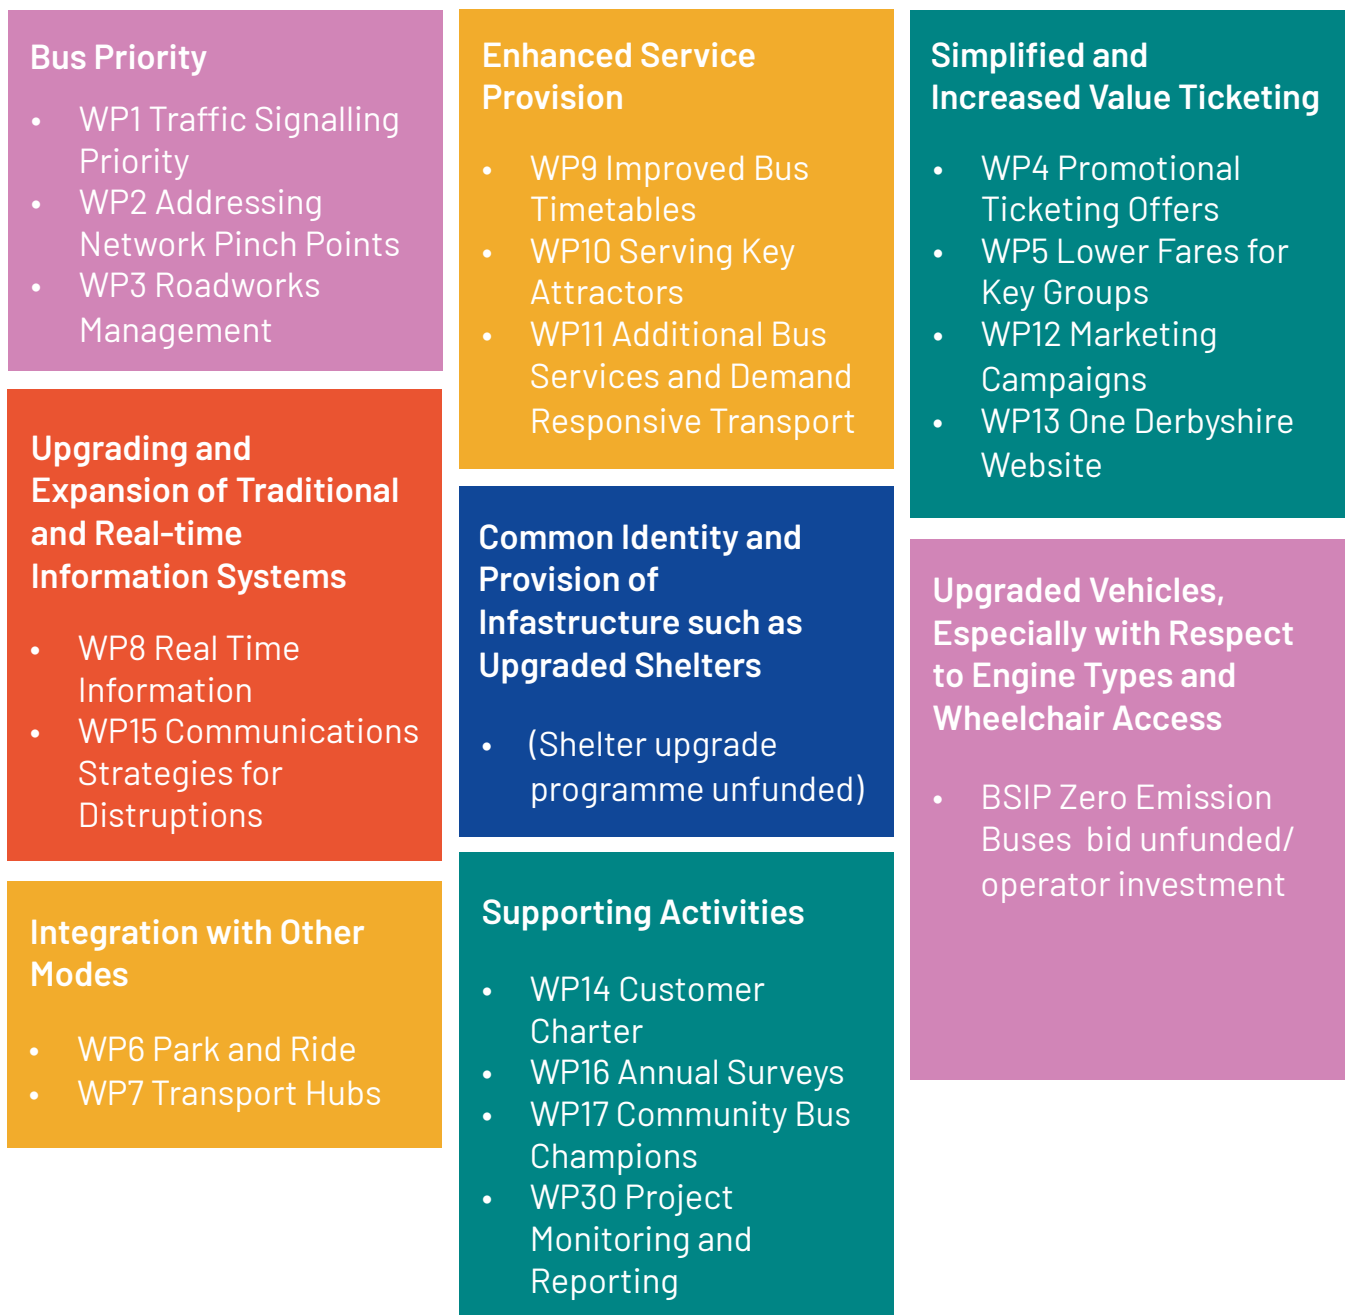 Bus Priority
• WP1 Traffic Signalling
Priority
• WP2 Addressing
Network Pinch Points
• WP3 Roadworks
Management
Upgrading and
Expansion of Traditional
and Real-time
Information Systems
• WP8 Real Time
Information
• WP15 Communications
Strategies for
Distruptions
Integration with Other
Modes
• WP6 Park and Ride
• WP7 Transport Hubs
Enhanced Service
Provision
• WP9 Improved Bus
Timetables
• WP10 Serving Key
Attractors
• WP11 Additional Bus
Services and Demand
Responsive Transport
Common Identity and
Provision of
Infastructure such as
Upgraded Shelters
• (Shelter upgrade
programme unfunded)
Supporting Activities
• WP14 Customer
Charter
• WP16 Annual Surveys
• WP17 Community Bus
Champions
• WP30 Project
Monitoring and
Reporting
Simplified and
Increased Value Ticketing
• WP4 Promotional
Ticketing Offers
• WP5 Lower Fares for
Key Groups
• WP12 Marketing
Campaigns
• WP13 One Derbyshire
Website
Upgraded Vehicles,
Especially with Respect
to Engine Types and
Wheelchair Access
• BSIP Zero Emission
Buses bid unfunded/
operator investment